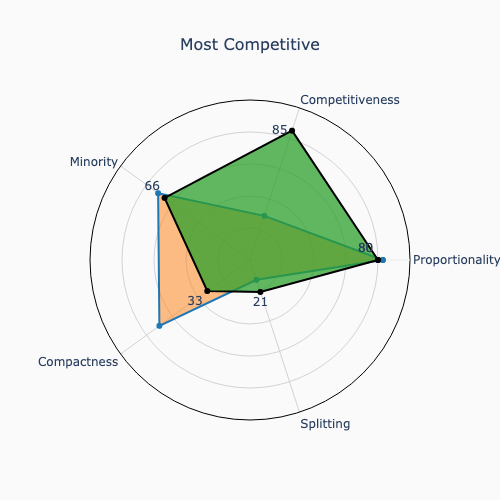 Most Competitive
Competitiveness
85
Minority
66
80
Proportionality
33
21
Compactness
Splitting